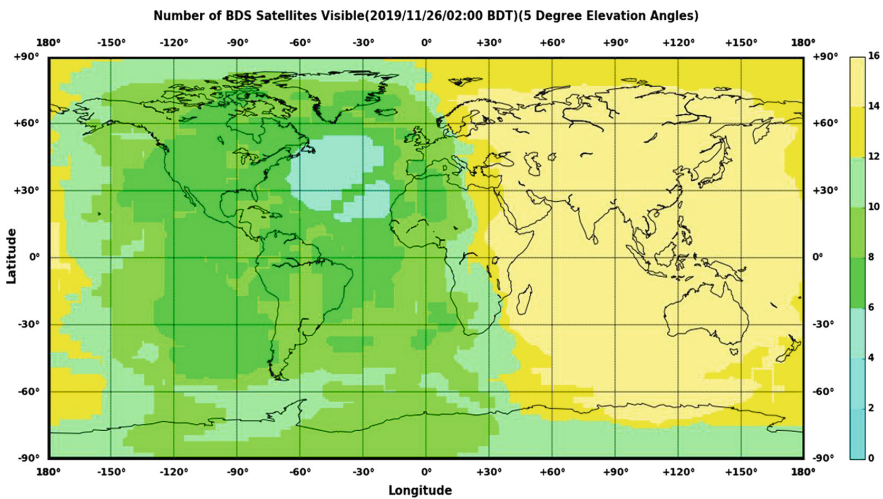 Number of BDS Satellites Visible(2019/11/26/02:00 BDT)(5 Degree Elevation Angles)
180° -150° -120° -90° -60° -30° 0° +30° +60° +90° +120° +150° 180°
+90° +90° 16
14
+60° +60°
12
+30° +30°
10
Latitude
0° 0° 8
6
-30° -30°
4
-60° -60°
2
-90° -90° 0
180° -150° -120° -90° -60° -30° 0° +30° +60° +90° +120° +150° 180°
Longitude